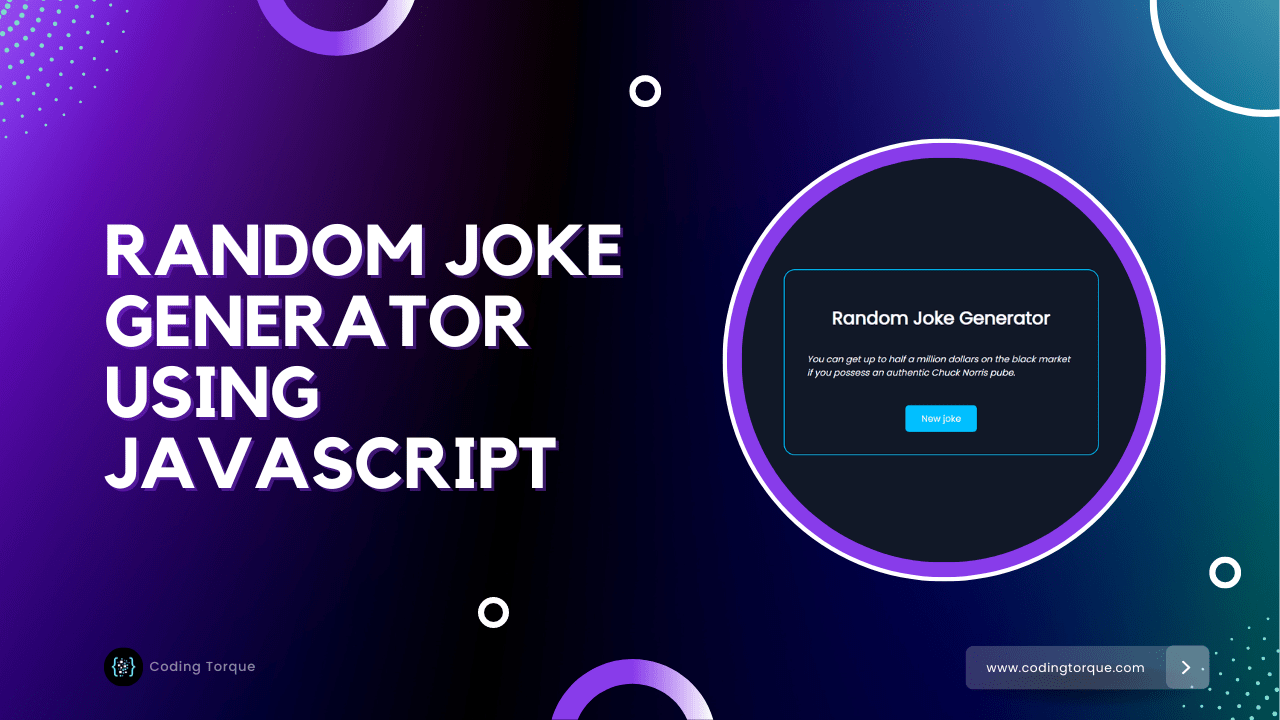 RANDOM JOKE
GENERATOR
USING
JAVASCRIPT
Random Joke Generator
You can get up to half a million dollars on the black market
if you possess an authentic Chuck Norris pube.
New joke
Coding Torque
www.codingtorque.com